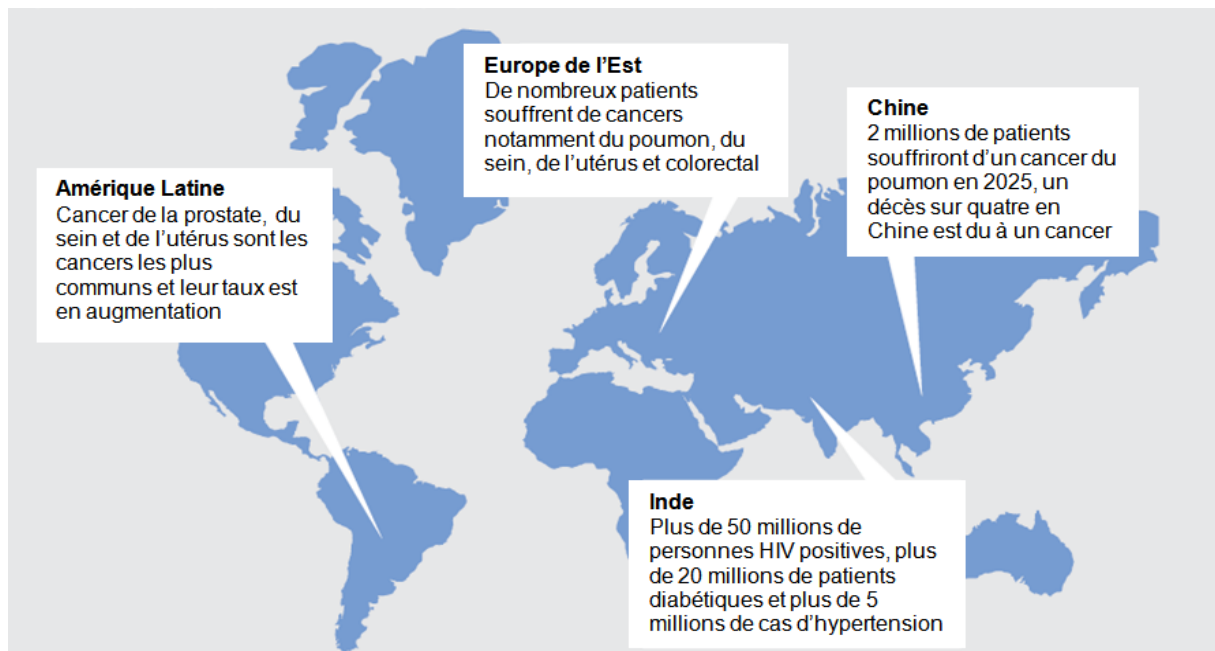 Europe de l'Est
De nombreux patients
souffrent de cancers
notamment du poumon, du
sein, de l'utérus et colorectal
Chine
2 millions de patients
souffriront d'un cancer du
poumon en 2025, un
décès sur quatre en
Chine est du à un cancer
Amérique Latine
Cancer de la prostate, du
sein et de l'utérus sont les
cancers les plus
communs et leur taux est
en augmentation
Inde
Plus de 50 millions de
personnes HIV positives, plus
de 20 millions de patients
diabétiques et plus de 5
millions de cas d'hypertension